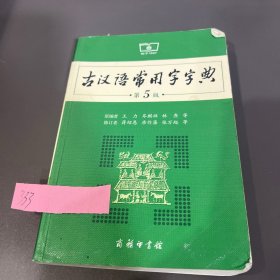 古汉语常用字字典
·第5版·
原编者 王 力 岑麒祥 林 焘 等
修订者 蒋绍愚 唐作藩 张万起 等
353
商务印书馆